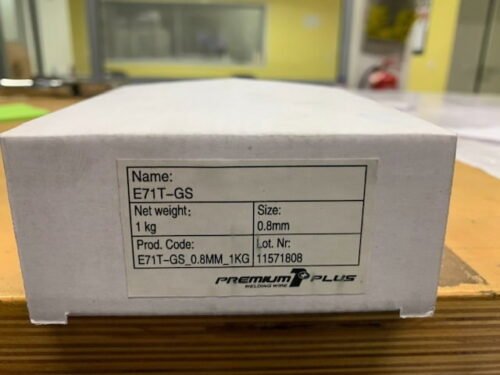 Name:
E71T-GS
Net weight:
1 kg
Size:
0.8mm
Prod. Code:
E71T-GS_0.8MM_1KG
Lot. Nr:
11571808
PREMIUM PLUS
WELDING WIRE